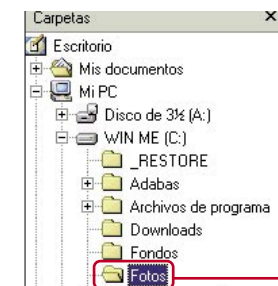 Carpetas
Escritorio
Mis documentos
Mi PC
Disco de 3½ (A:)
WIN ME (C:)
_RESTORE
Adabas
Archivos de programa
Downloads
Fondos
Fotos